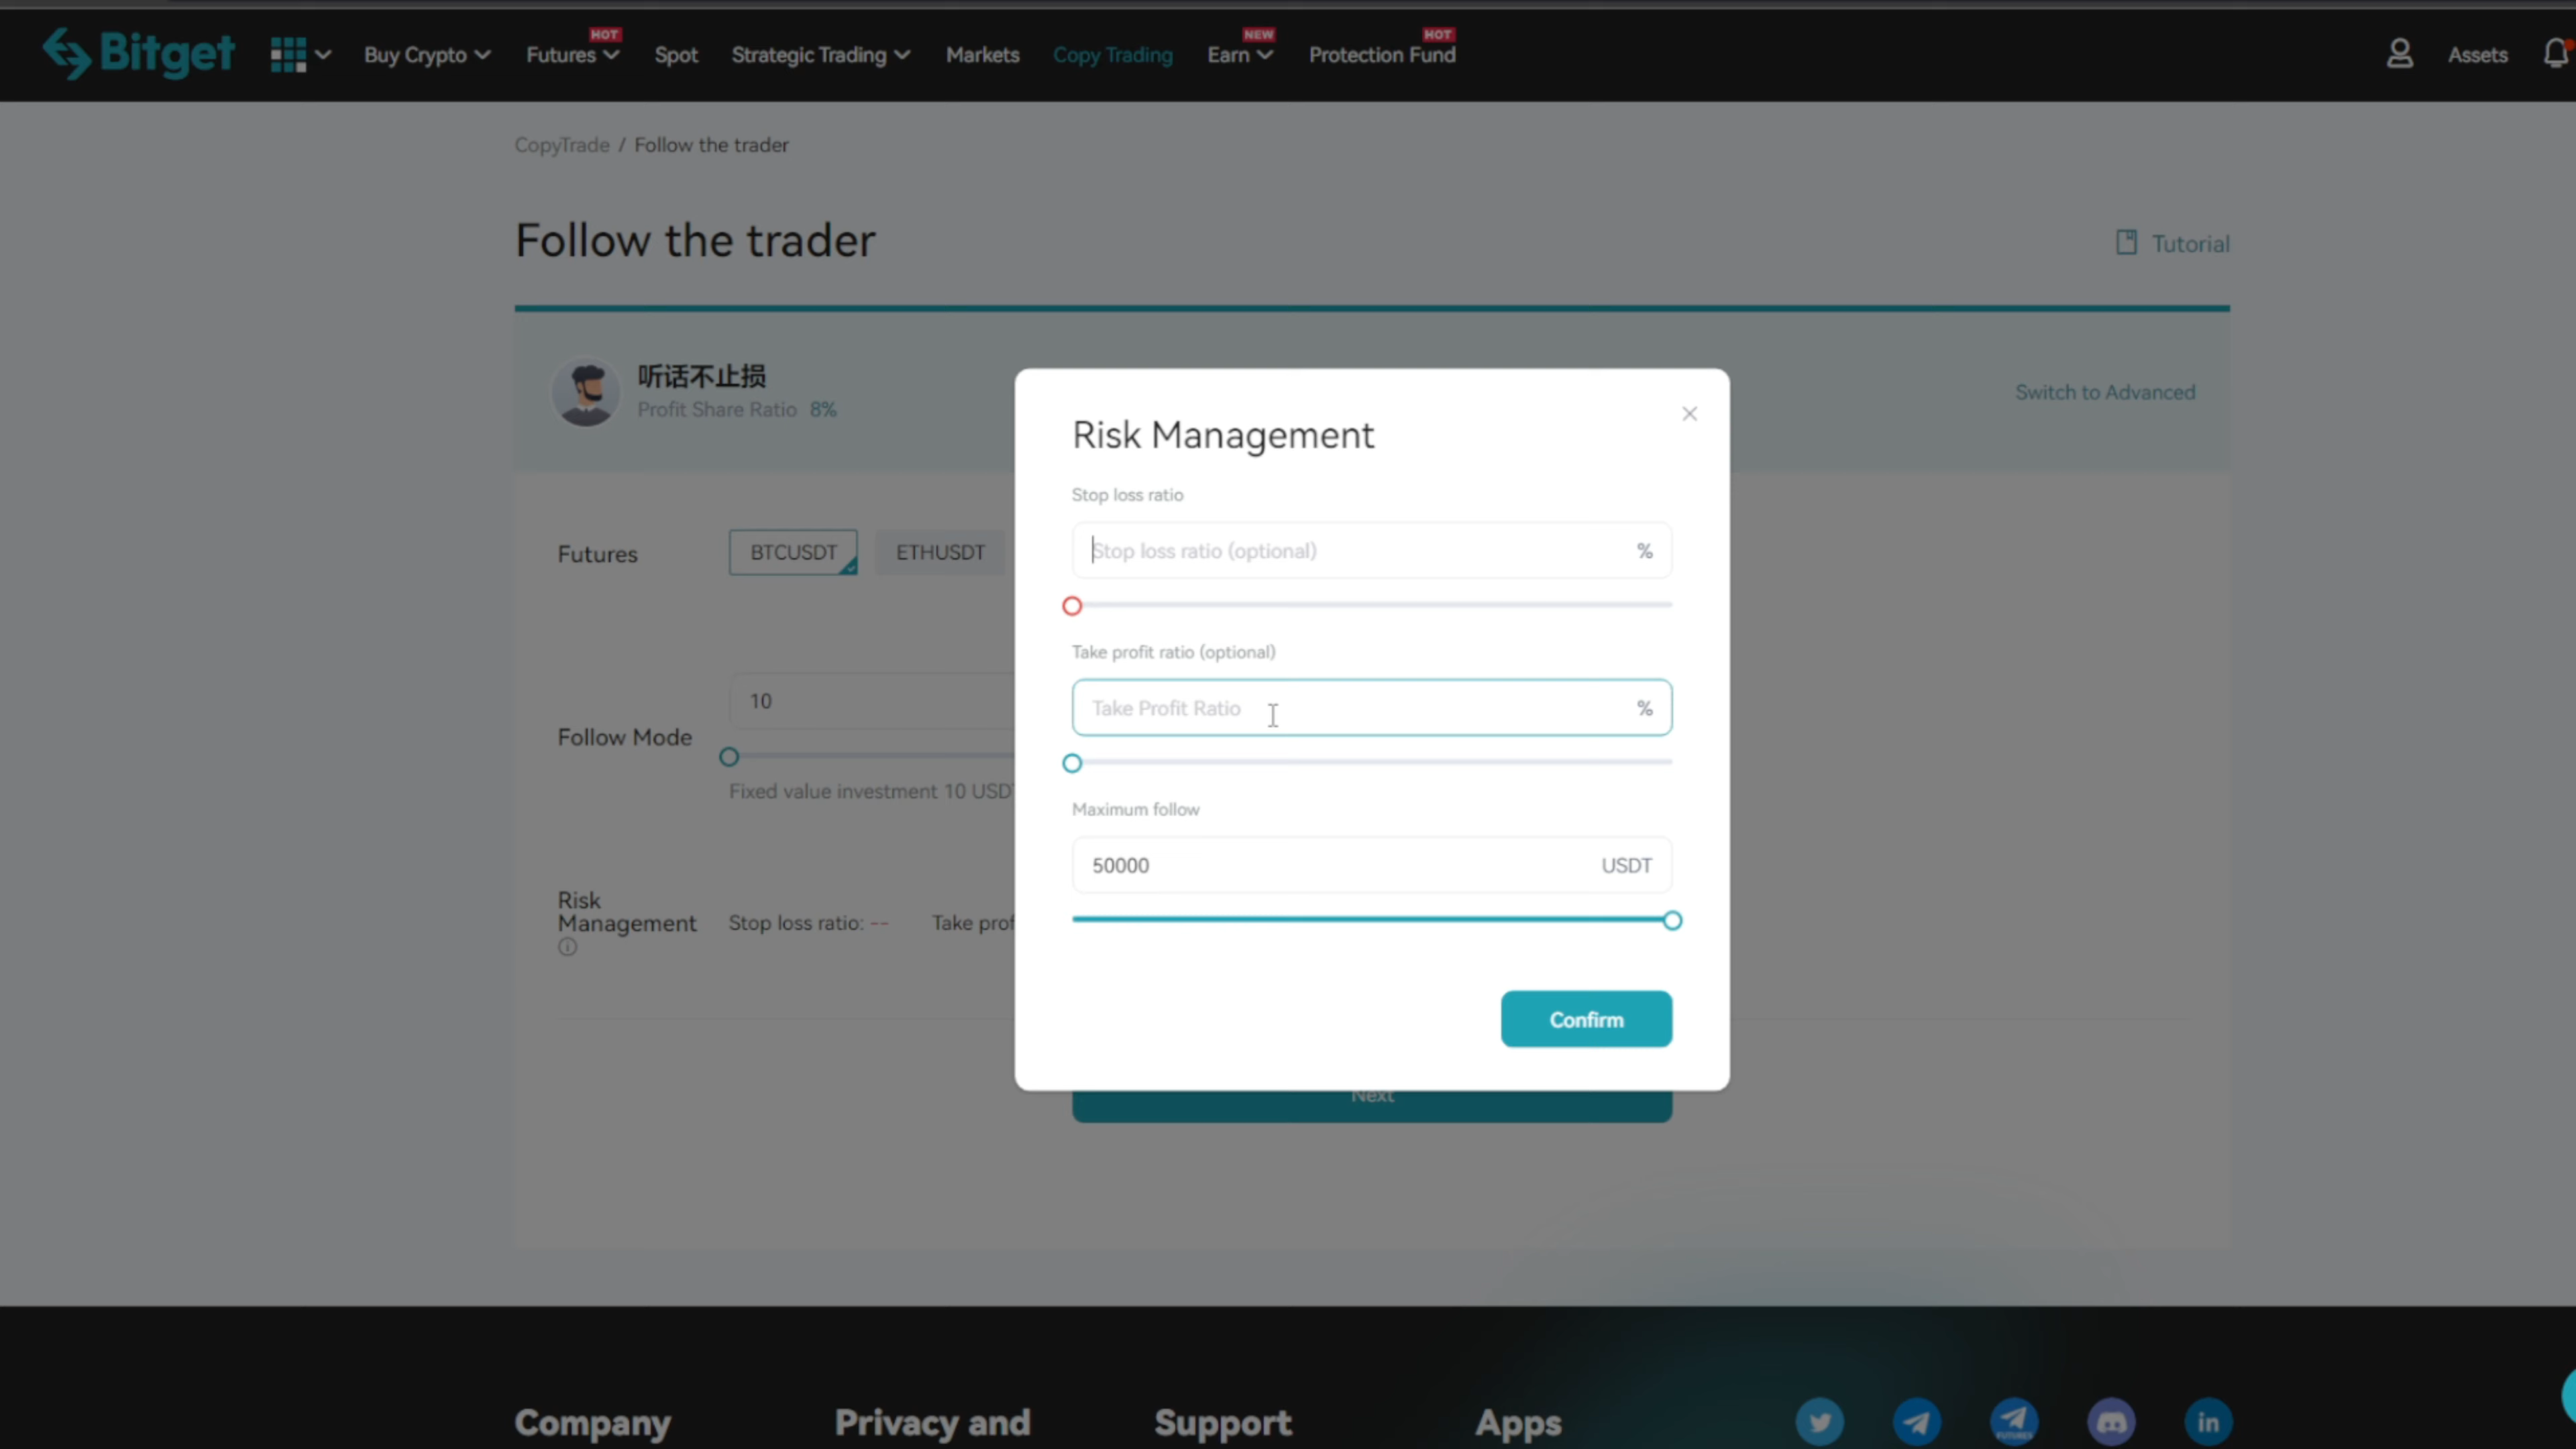 Bitget
Buy Crypto
Futures
HOT
Spot
Strategic Trading
Markets
Copy Trading
Earn
NEW
Protection Fund
HOT
Assets
CopyTrade / Follow the trader
Follow the trader
Tutorial
听话不止损
Profit Share Ratio 8%
Switch to Advanced
Futures
BTCUSDT
ETHUSDT
10
Follow Mode
Fixed value investment 10 USD
Risk
Management
Stop loss ratio: --
Take prof
Risk Management
Stop loss ratio
Stop loss ratio (optional)
%
Take profit ratio (optional)
Take Profit Ratio
%
Maximum follow
50000
USDT
Confirm
Next
Company
Privacy and
Support
Apps
FUTURES
in